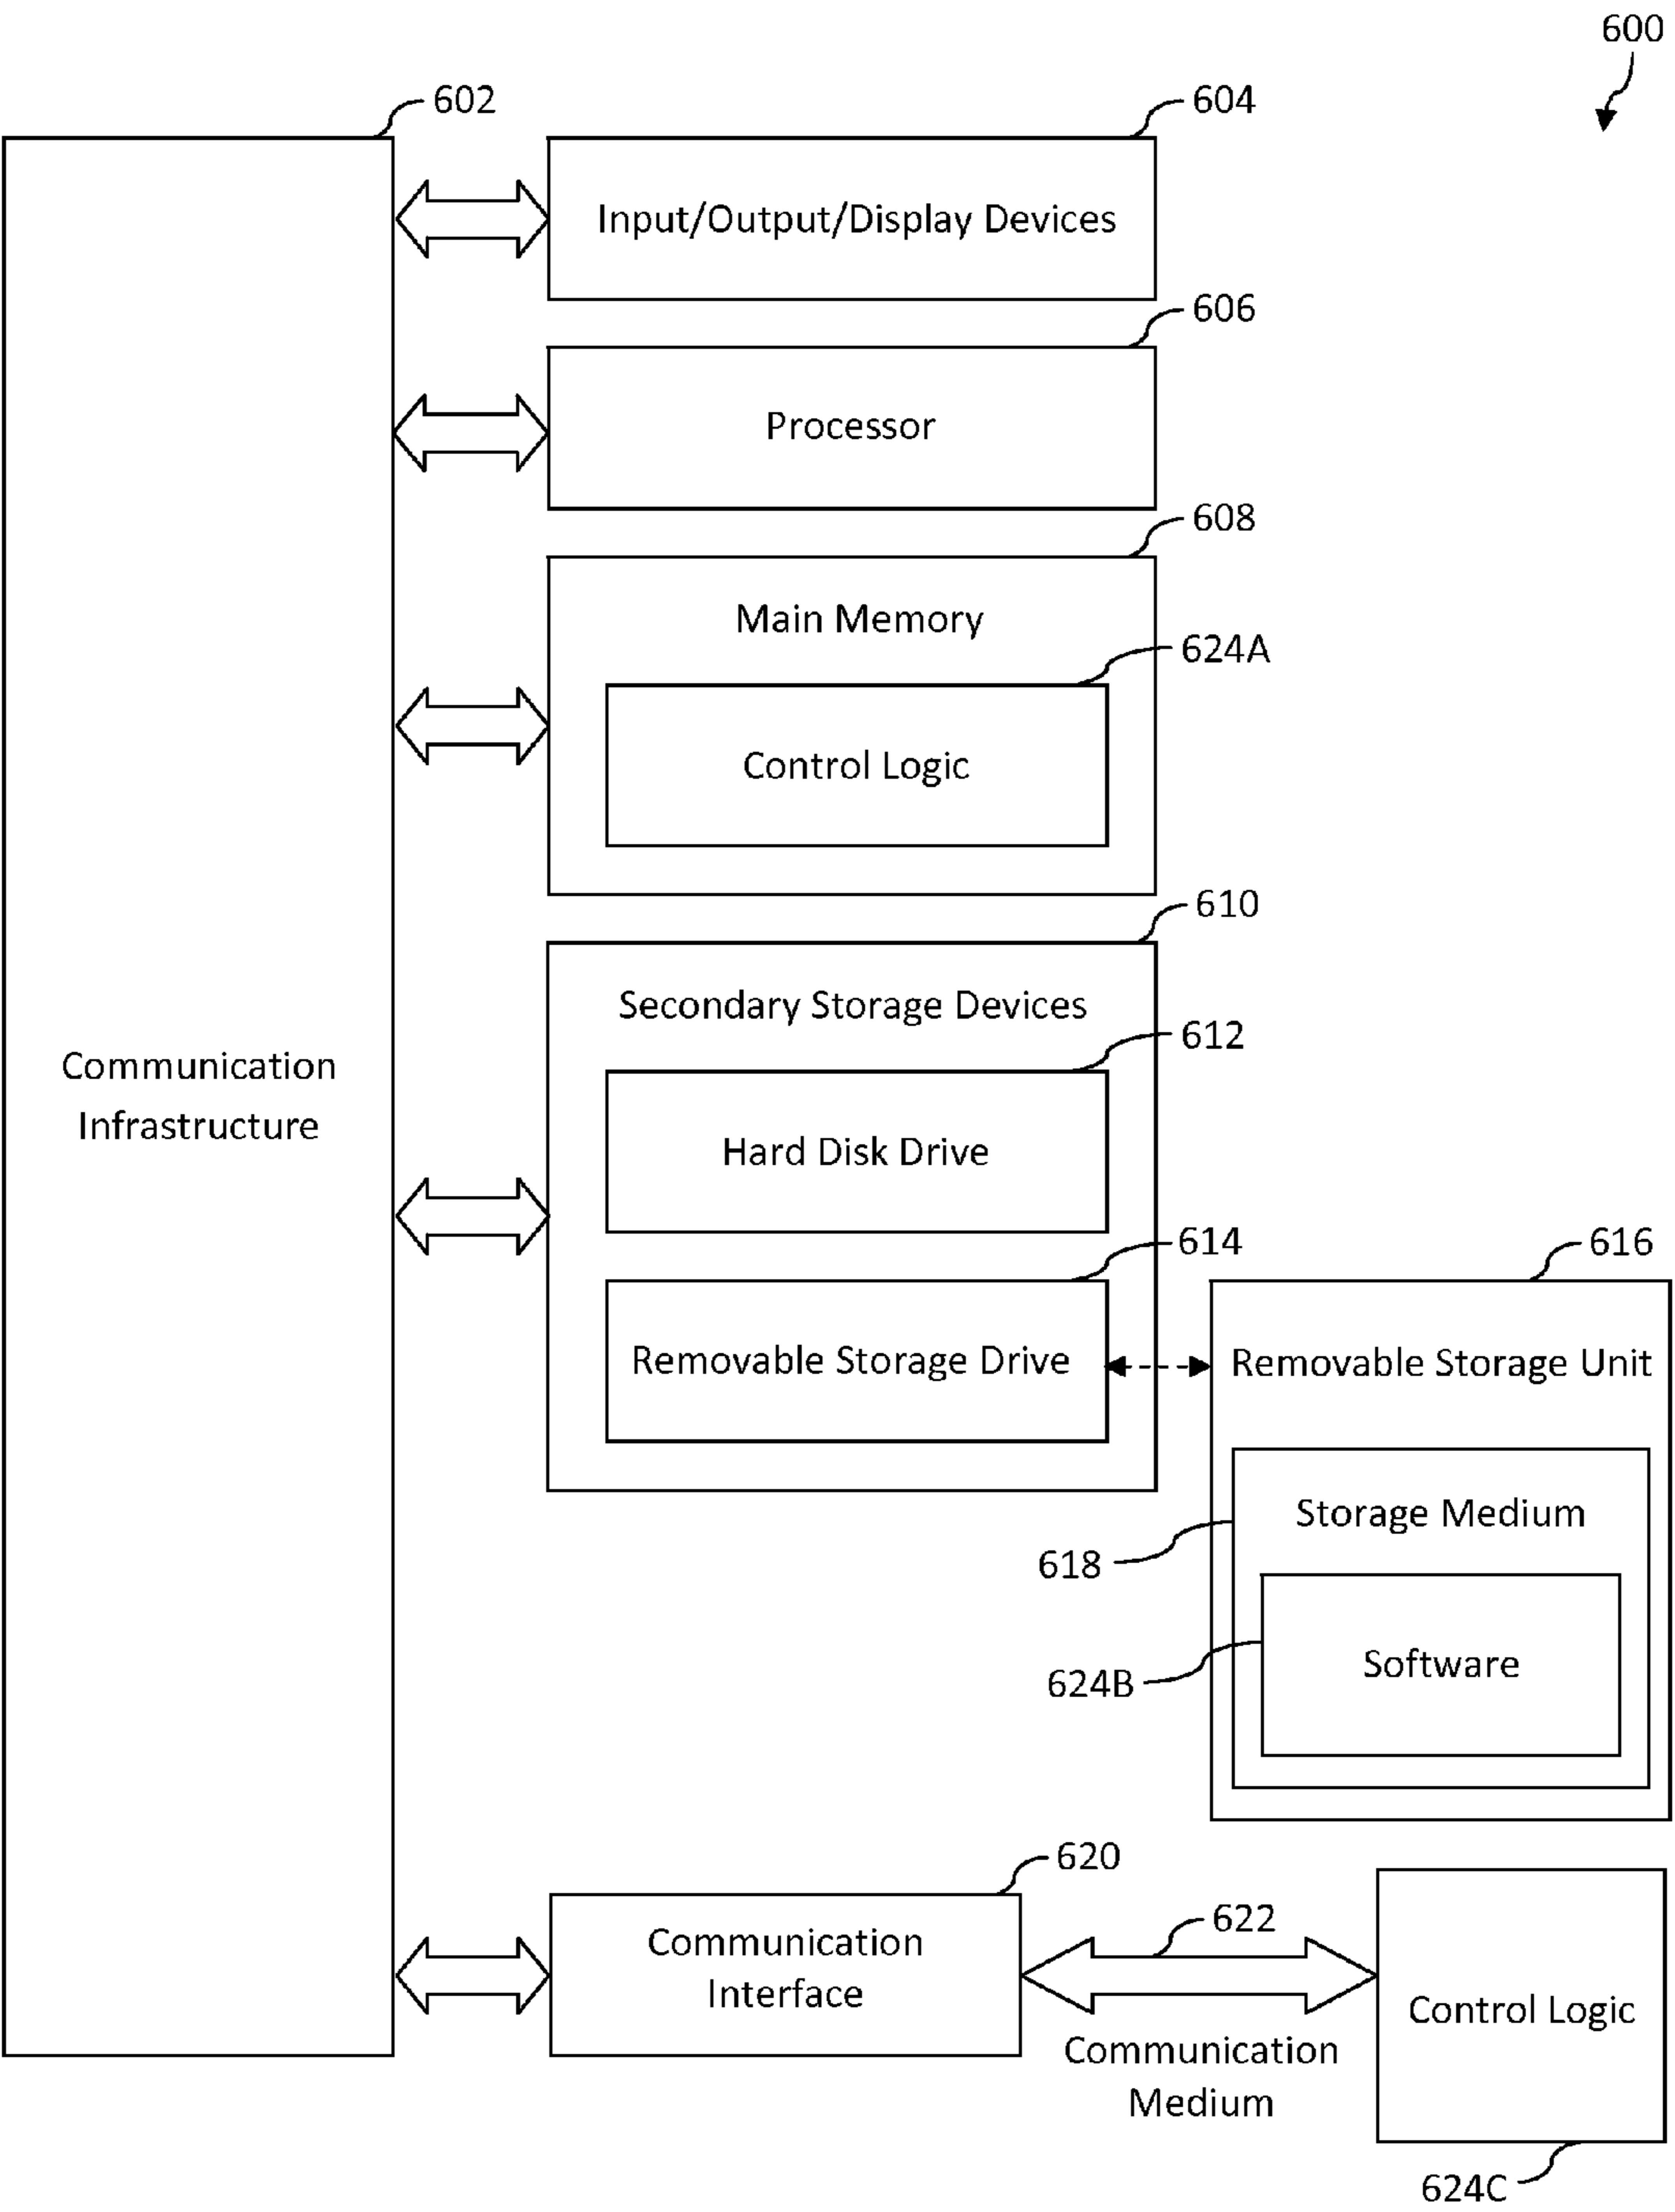 600
602
604
Input/Output/Display Devices
606
Processor
608
Main Memory
624A
Control Logic
610
Secondary Storage Devices
612
Communication
Infrastructure
Hard Disk Drive
614
616
Removable Storage Drive
Removable Storage Unit
Storage Medium
618
Software
624B
620
Communication
Interface
622
Control Logic
Communication
Medium
624C